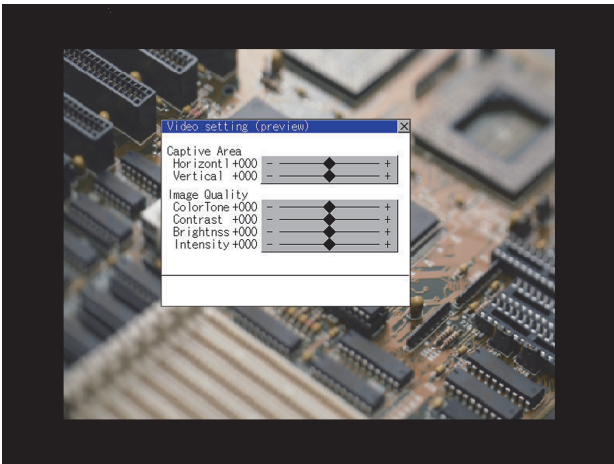 Video setting (preview)
Captive Area
Horizontl +000 - +
Vertical +000 - +
Image Quality
ColorTone +000 - +
Contrast +000 - +
Brightnss +000 - +
Intensity +000 - +